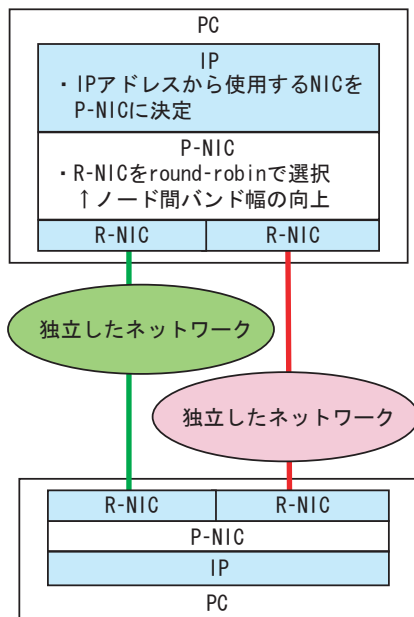 PC
IP
・IPアドレスから使用するNICを
P-NICに決定
P-NIC
・R-NICをround-robinで選択
↑ノード間バンド幅の向上
R-NIC R-NIC
独立したネットワーク
独立したネットワーク
R-NIC R-NIC
P-NIC
IP
PC